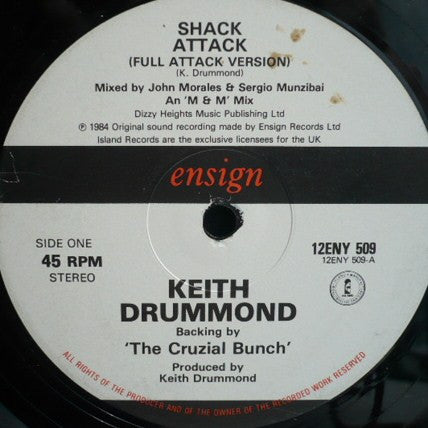 SHACK
ATTACK
(FULL ATTACK VERSION)
(K. Drummond)
Mixed by John Morales & Sergio Munzibai
An 'M & M' Mix
Dizzy Heights Music Publishing Ltd
℗ 1984 Original sound recording made by Ensign Records Ltd
Island Records are the exclusive licensees for the UK
ensign
SIDE ONE
45 RPM
STEREO
12ENY 509
12ENY 509-A
KEITH
DRUMMOND
Backing by
'The Cruzial Bunch'
Produced by
Keith Drummond
ALL RIGHTS OF THE PRODUCER AND OF THE OWNER OF THE RECORDED WORK RESERVED